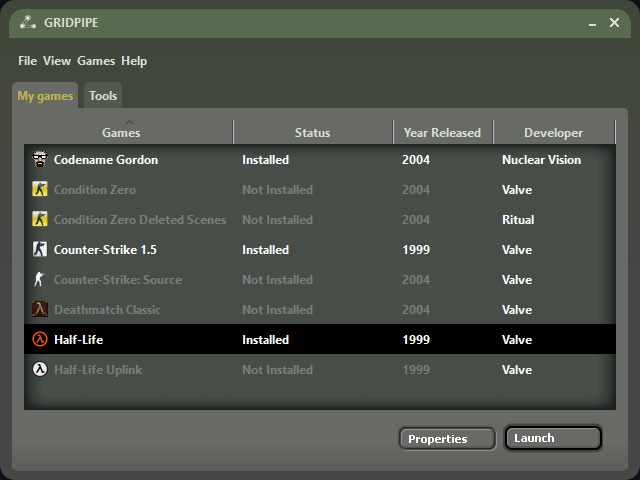 GRIDPIPE
File View Games Help
My games Tools
Games Status Year Released Developer
Codename Gordon Installed 2004 Nuclear Vision
Condition Zero Not Installed 2004 Valve
Condition Zero Deleted Scenes Not Installed 2004 Ritual
Counter-Strike 1.5 Installed 1999 Valve
Counter-Strike: Source Not Installed 2004 Valve
Deathmatch Classic Not Installed 2004 Valve
Half-Life Installed 1999 Valve
Half-Life Uplink Not Installed 1999 Valve
Properties Launch